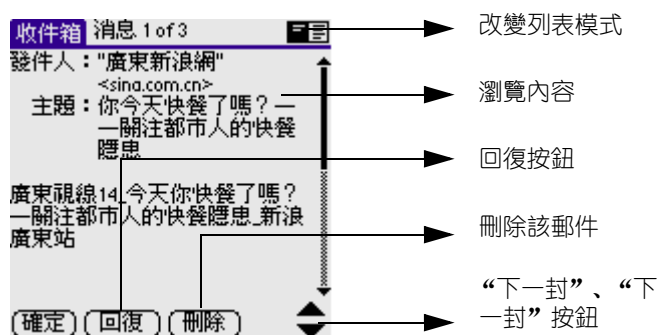 收件箱 消息 1 of 3
發件人："廣東新浪網"
<sina.com.cn>
主題：你今天快餐了嗎？—
—關注都市人的快餐
隱患
廣東視線14_今天你快餐了嗎？
—關注都市人的快餐隱患_新浪
廣東站
確定 回復 刪除
改變列表模式
瀏覽內容
回復按鈕
刪除該郵件
“下一封”、“下
一封”按鈕